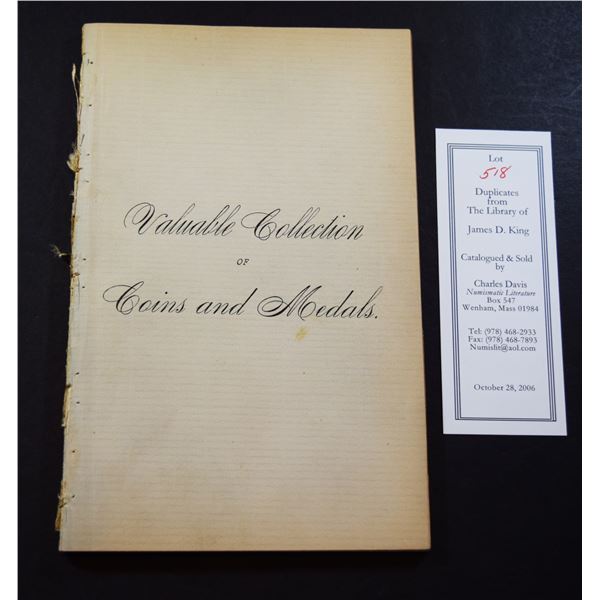 Valuable Collection
OF
Coins and Medals.
Lot
518
Duplicates
from
The Library of
James D. King
Catalogued & Sold
by
Charles Davis
Numismatic Literature
Box 547
Wenham, Mass 01984
Tel: (978) 468-2933
Fax: (978) 468-7893
Numislit@aol.com
October 28, 2006